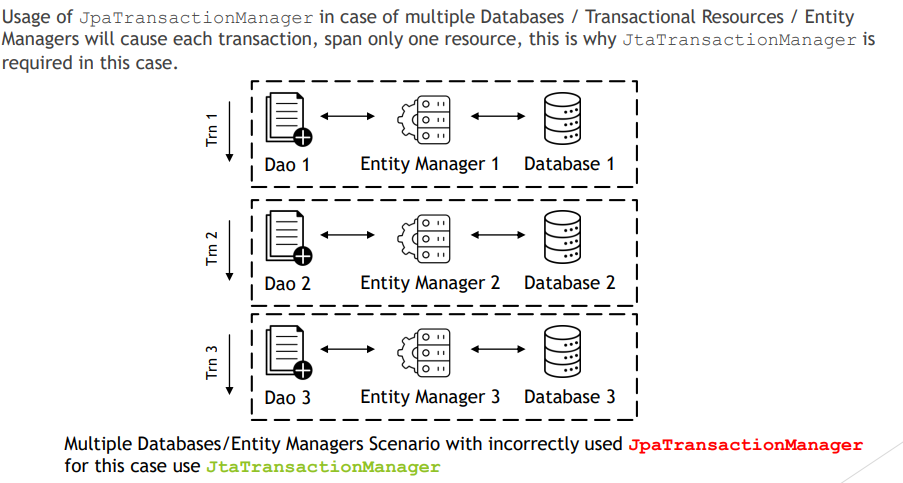 Usage of JpaTransactionManager in case of multiple Databases / Transactional Resources / Entity
Managers will cause each transaction, span only one resource, this is why JtaTransactionManager is
required in this case.
Trn 1
Dao 1
Entity Manager 1
Database 1
Trn 2
Dao 2
Entity Manager 2
Database 2
Trn 3
Dao 3
Entity Manager 3
Database 3
Multiple Databases/Entity Managers Scenario with incorrectly used JpaTransactionManager
for this case use JtaTransactionManager